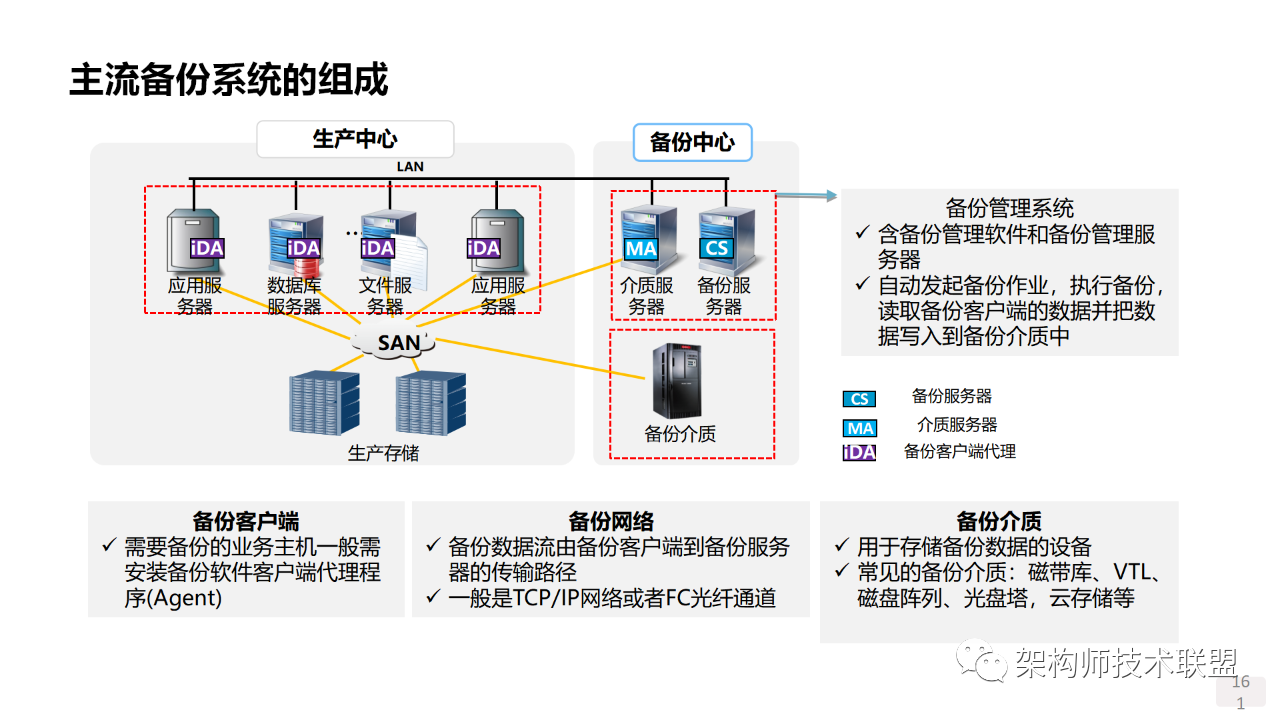 主流备份系统的组成
生产中心
备份中心
LAN
iDA
iDA
...
iDA
iDA
MA
CS
应用服
务器
数据库
服务器
文件服
务器
应用服
务器
介质服
务器
备份服
务器
SAN
生产存储
备份介质
备份管理系统
✓ 含备份管理软件和备份管理服
务器
✓ 自动发起备份作业，执行备份，
读取备份客户端的数据并把数
据写入到备份介质中
CS 备份服务器
MA 介质服务器
iDA 备份客户端代理
备份客户端
✓ 需要备份的业务主机一般需
安装备份软件客户端代理程
序(Agent)
备份网络
✓ 备份数据流由备份客户端到备份服务
器的传输路径
✓ 一般是TCP/IP网络或者FC光纤通道
备份介质
✓ 用于存储备份数据的设备
✓ 常见的备份介质：磁带库、VTL、
磁盘阵列、光盘塔，云存储等
架构师技术联盟
16
1